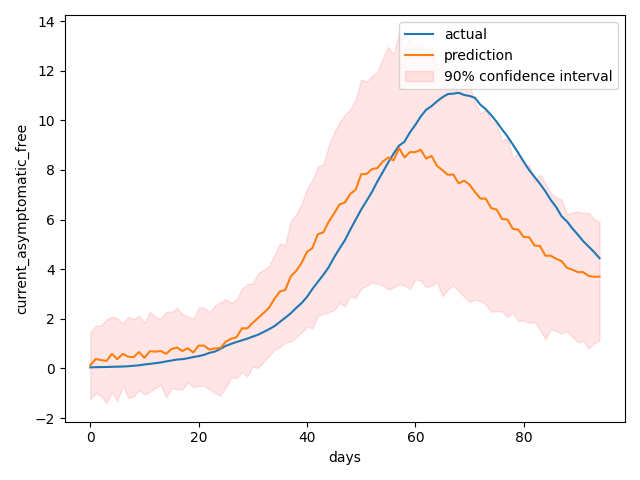 14
12
10
8
6
4
2
0
−2
current_asymptomatic_free
actual
prediction
90% confidence interval
0 20 40 60 80
days